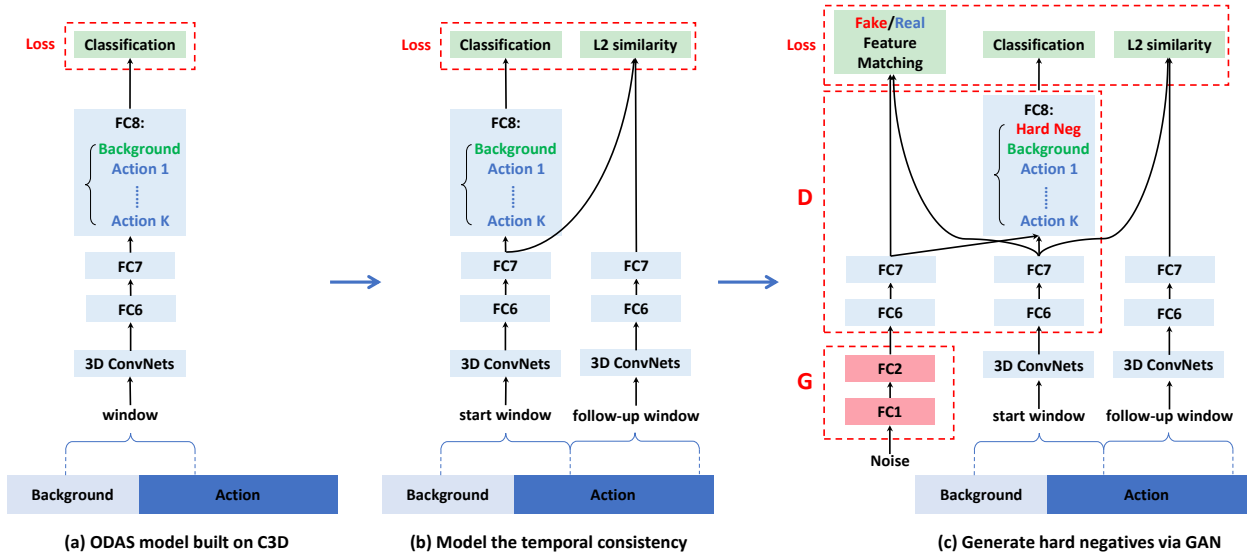 Loss
Classification
FC8:
Background
Action 1
Action K
FC7
FC6
3D ConvNets
window
Background
Action
(a) ODAS model built on C3D
Loss
Classification
L2 similarity
FC8:
Background
Action 1
Action K
FC7
FC7
FC6
FC6
3D ConvNets
3D ConvNets
start window
follow-up window
Background
Action
(b) Model the temporal consistency
Loss
Fake/Real
Feature
Matching
Classification
L2 similarity
D
FC8:
Hard Neg
Background
Action 1
Action K
FC7
FC7
FC7
FC6
FC6
FC6
G
FC2
FC1
Noise
3D ConvNets
3D ConvNets
start window
follow-up window
Background
Action
(c) Generate hard negatives via GAN